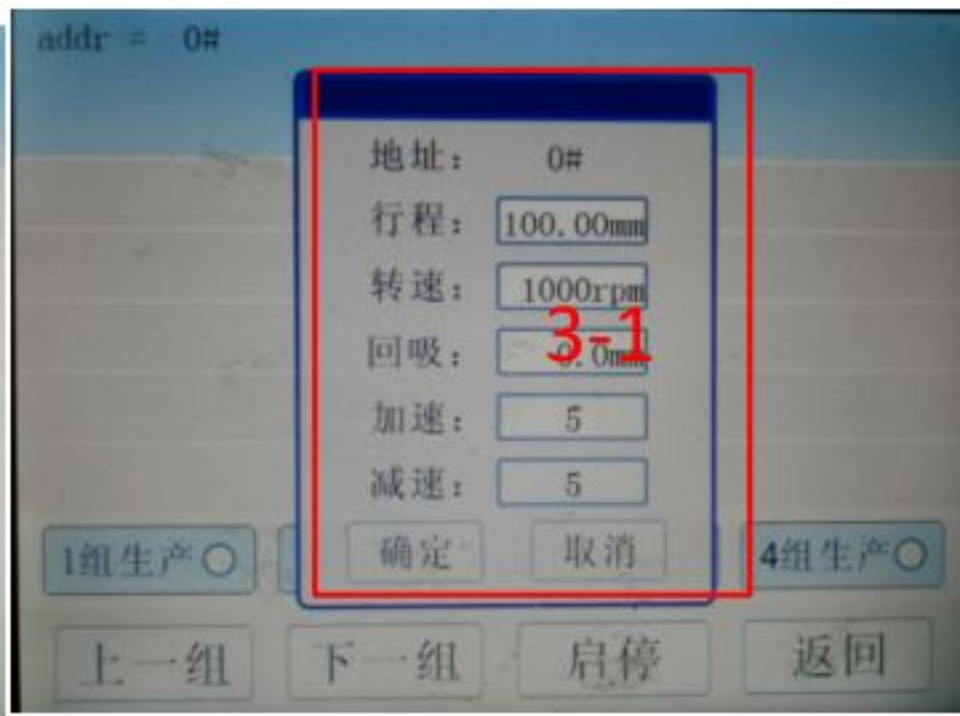 addr = 0#
地址: 0#
行程: 100.00mm
转速: 1000rpm
回吸: 0.0mm
3-1
加速: 5
减速: 5
确定 取消
1组生产 4组生产
上一组 下一组 启停 返回